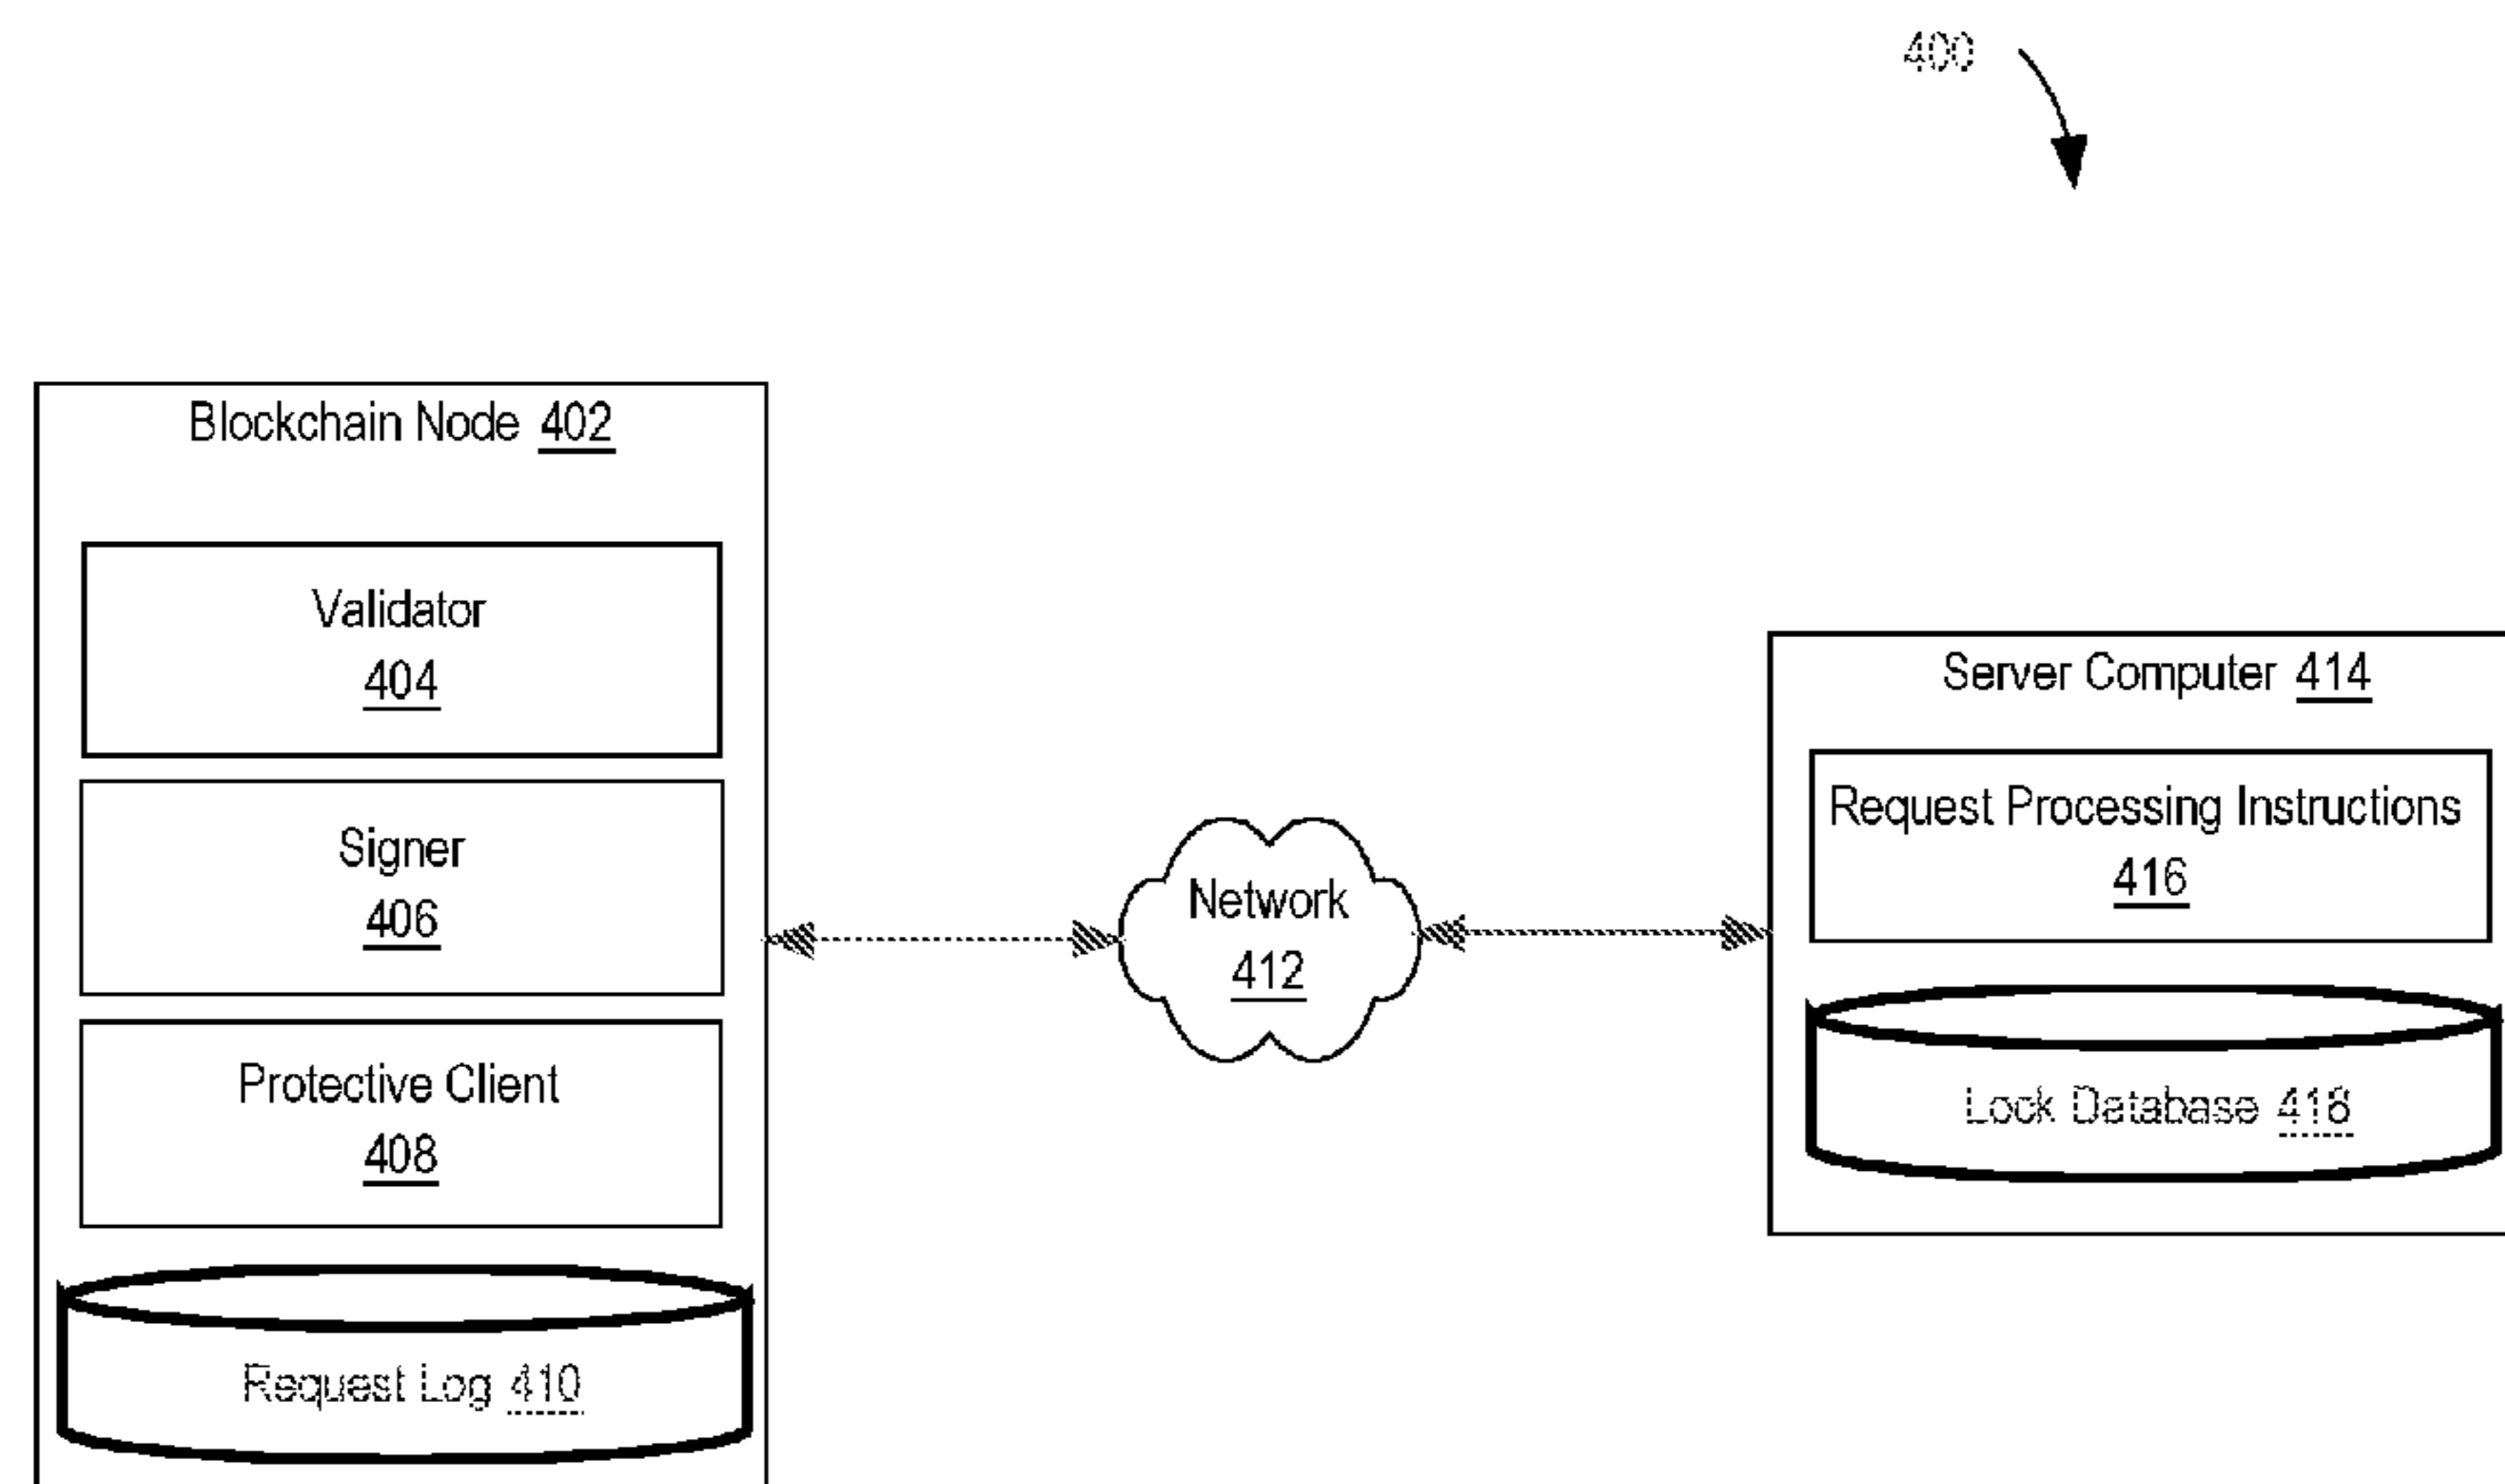 400
Blockchain Node 402
Validator
404
Signer
406
Protective Client
408
Request Log 410
Network
412
Server Computer 414
Request Processing Instructions
416
Lock Database 418